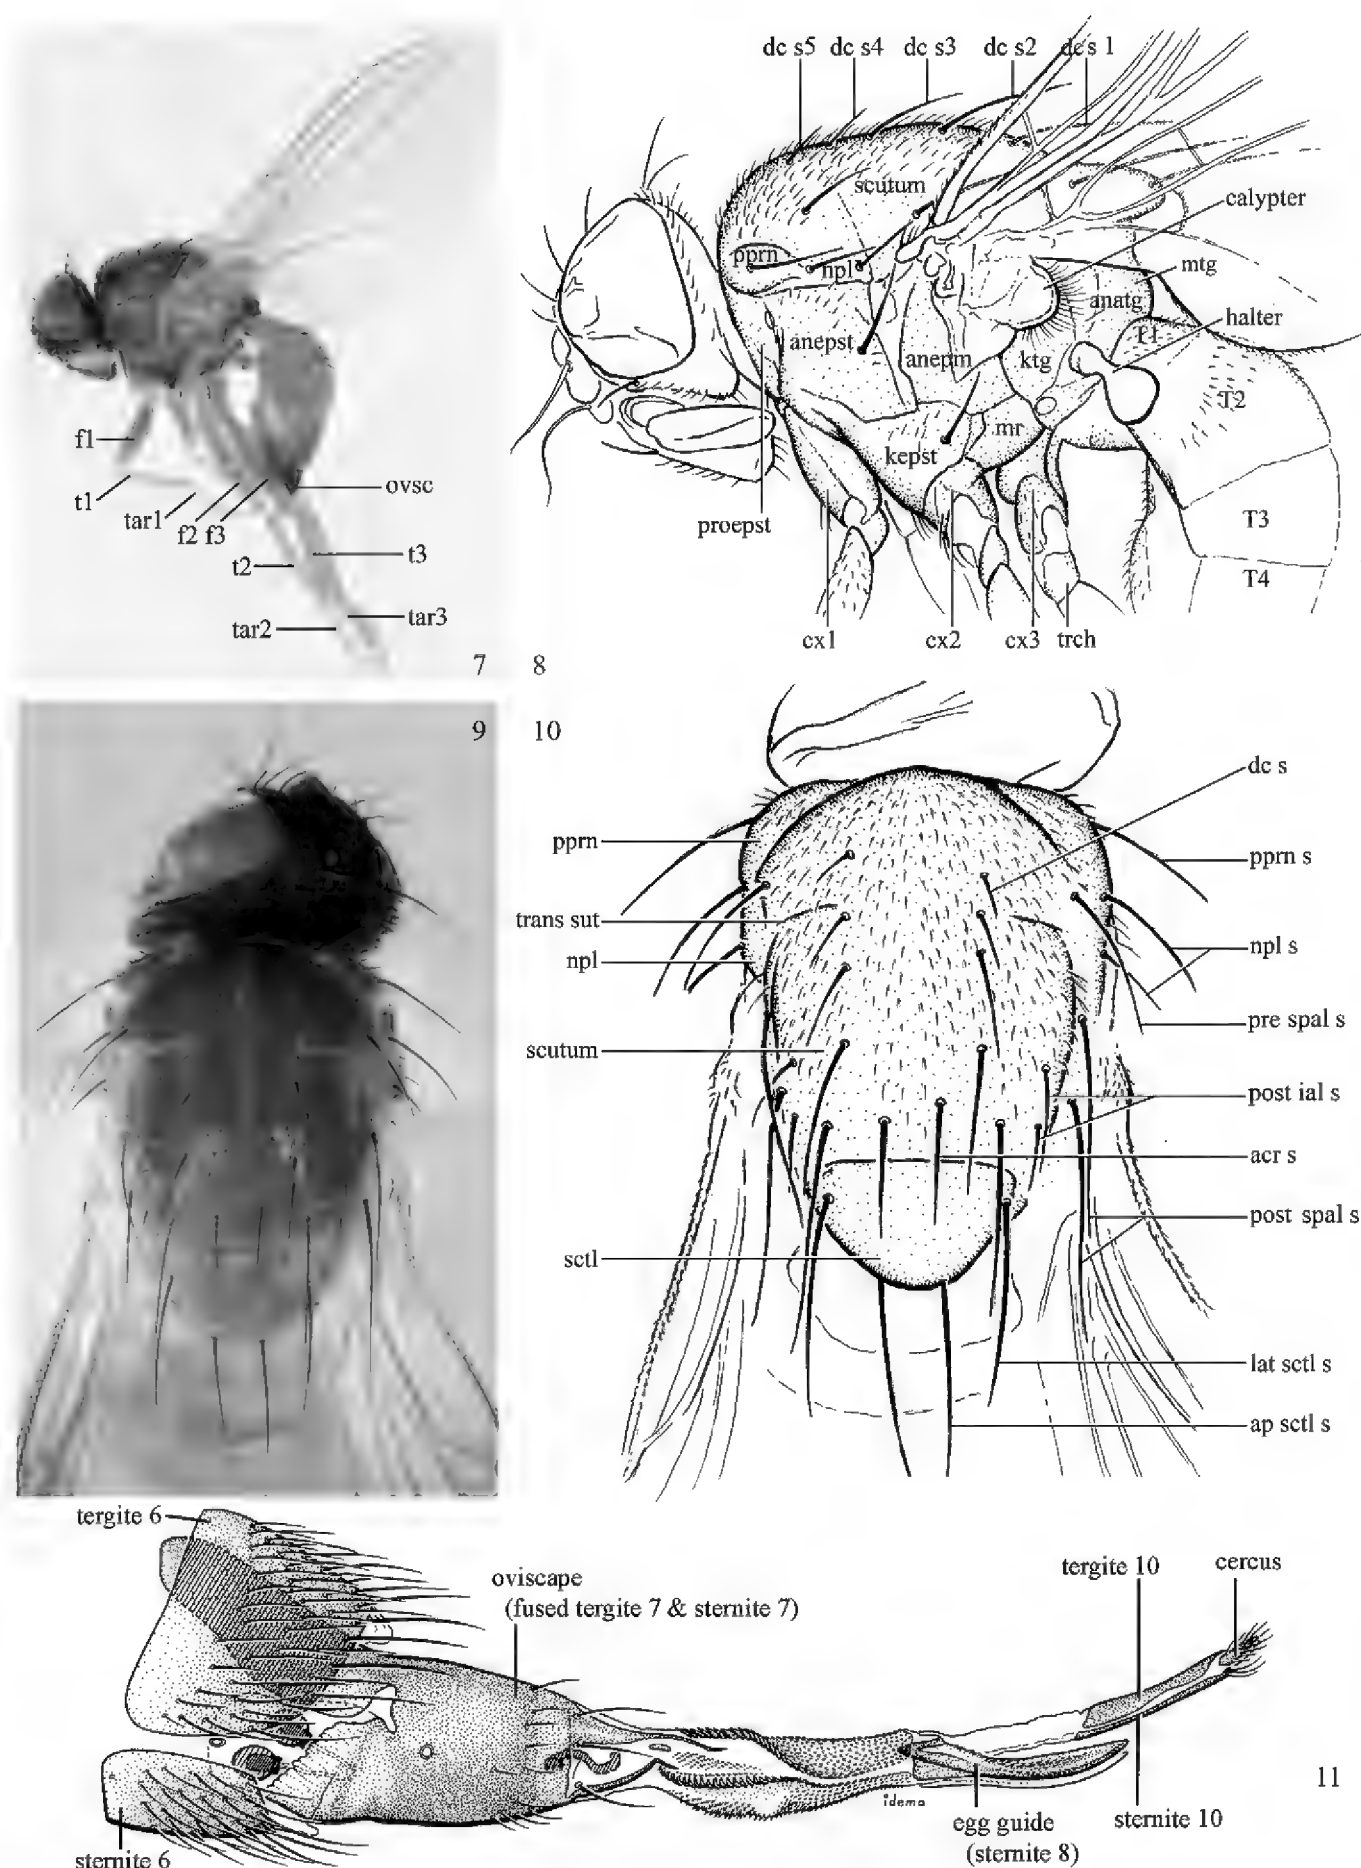 f1
t1
tar1
f2 f3
ovsc
t2
t3
tar2
tar3
7
dc s5 dc s4 dc s3 dc s2 dc s 1
scutum
calypter
pprn
npl
mtg
anatg
halter
T1
anepst
anepm
ktg
T2
mr
kepst
proepst
T3
T4
cx1 cx2 cx3 trch
8
9
10
dc s
pprn
pprn s
trans sut
npl
npl s
pre spal s
scutum
post ial s
acr s
post spal s
sctl
lat sctl s
ap sctl s
tergite 6
oviscape
(fused tergite 7 & sternite 7)
tergite 10
cercus
idema
egg guide
(sternite 8)
sternite 10
sternite 6
11